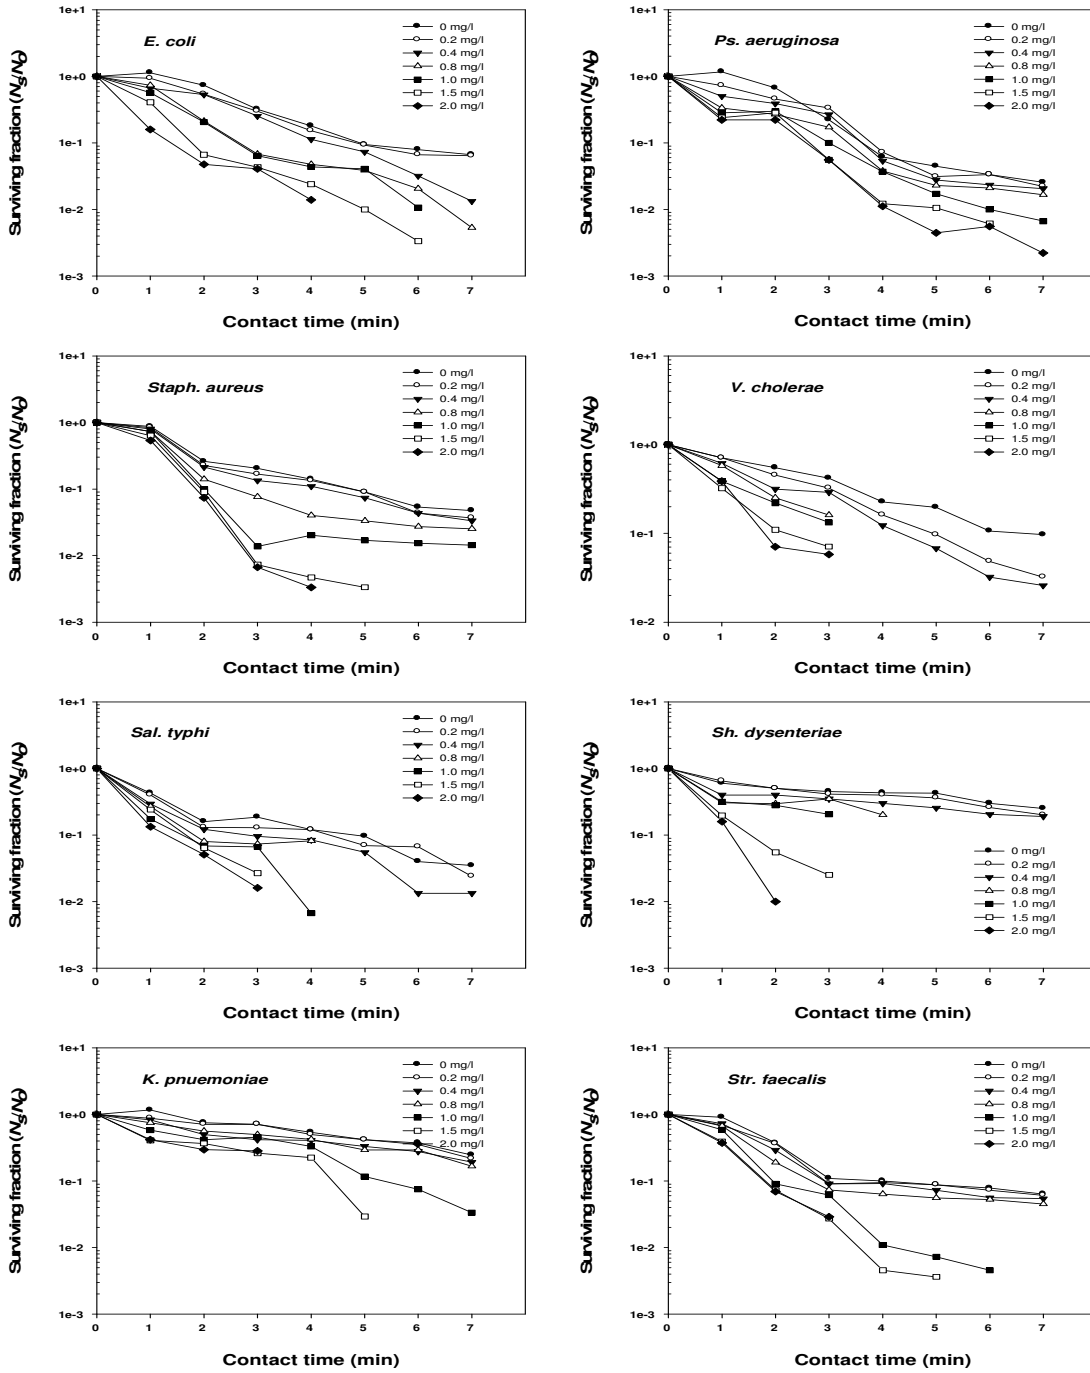 E. coli
0 mg/l
0.2 mg/l
0.4 mg/l
0.8 mg/l
1.0 mg/l
1.5 mg/l
2.0 mg/l
1e+1
1e+0
1e-1
1e-2
1e-3
0 1 2 3 4 5 6 7
Surviving fraction (Ns/No)
Contact time (min)
Ps. aeruginosa
0 mg/l
0.2 mg/l
0.4 mg/l
0.8 mg/l
1.0 mg/l
1.5 mg/l
2.0 mg/l
1e+1
1e+0
1e-1
1e-2
1e-3
0 1 2 3 4 5 6 7
Surviving fraction (Ns/No)
Contact time (min)
Staph. aureus
0 mg/l
0.2 mg/l
0.4 mg/l
0.8 mg/l
1.0 mg/l
1.5 mg/l
2.0 mg/l
1e+1
1e+0
1e-1
1e-2
1e-3
0 1 2 3 4 5 6 7
Surviving fraction (Ns/No)
Contact time (min)
V. cholerae
0 mg/l
0.2 mg/l
0.4 mg/l
0.8 mg/l
1.0 mg/l
1.5 mg/l
2.0 mg/l
1e+1
1e+0
1e-1
1e-2
0 1 2 3 4 5 6 7
Surviving fraction (Ns/No)
Contact time (min)
Sal. typhi
0 mg/l
0.2 mg/l
0.4 mg/l
0.8 mg/l
1.0 mg/l
1.5 mg/l
2.0 mg/l
1e+1
1e+0
1e-1
1e-2
1e-3
0 1 2 3 4 5 6 7
Surviving fraction (Ns/No)
Contact time (min)
Sh. dysenteriae
0 mg/l
0.2 mg/l
0.4 mg/l
0.8 mg/l
1.0 mg/l
1.5 mg/l
2.0 mg/l
1e+1
1e+0
1e-1
1e-2
1e-3
0 1 2 3 4 5 6 7
Surviving fraction (Ns/No)
Contact time (min)
K. pnuemoniae
0 mg/l
0.2 mg/l
0.4 mg/l
0.8 mg/l
1.0 mg/l
1.5 mg/l
2.0 mg/l
1e+1
1e+0
1e-1
1e-2
1e-3
0 1 2 3 4 5 6 7
Surviving fraction (Ns/No)
Contact time (min)
Str. faecalis
0 mg/l
0.2 mg/l
0.4 mg/l
0.8 mg/l
1.0 mg/l
1.5 mg/l
2.0 mg/l
1e+1
1e+0
1e-1
1e-2
1e-3
0 1 2 3 4 5 6 7
Surviving fraction (Ns/No)
Contact time (min)